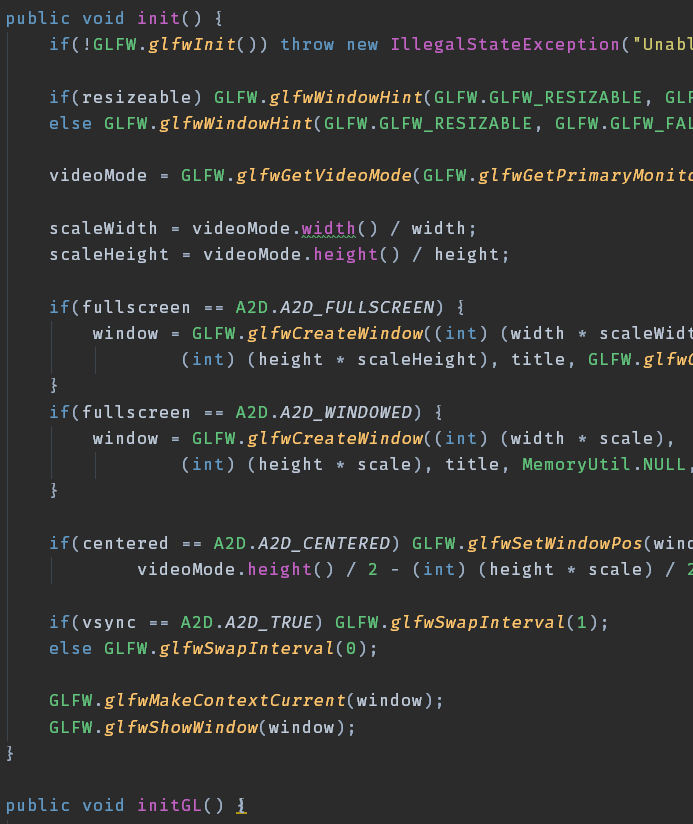 public void init() {
if(!GLFW.glfwInit()) throw new IllegalStateException("Unabl
if(resizeable) GLFW.glfwWindowHint(GLFW.GLFW_RESIZABLE, GLF
else GLFW.glfwWindowHint(GLFW.GLFW_RESIZABLE, GLFW.GLFW_FAL
videoMode = GLFW.glfwGetVideoMode(GLFW.glfwGetPrimaryMonito
scaleWidth = videoMode.width() / width;
scaleHeight = videoMode.height() / height;
if(fullscreen == A2D.A2D_FULLSCREEN) {
window = GLFW.glfwCreateWindow((int) (width * scaleWidt
(int) (height * scaleHeight), title, GLFW.glfwG
}
if(fullscreen == A2D.A2D_WINDOWED) {
window = GLFW.glfwCreateWindow((int) (width * scale),
(int) (height * scale), title, MemoryUtil.NULL,
}
if(centered == A2D.A2D_CENTERED) GLFW.glfwSetWindowPos(wind
videoMode.height() / 2 - (int) (height * scale) / 2
if(vsync == A2D.A2D_TRUE) GLFW.glfwSwapInterval(1);
else GLFW.glfwSwapInterval(0);
GLFW.glfwMakeContextCurrent(window);
GLFW.glfwShowWindow(window);
}
public void initGL() {